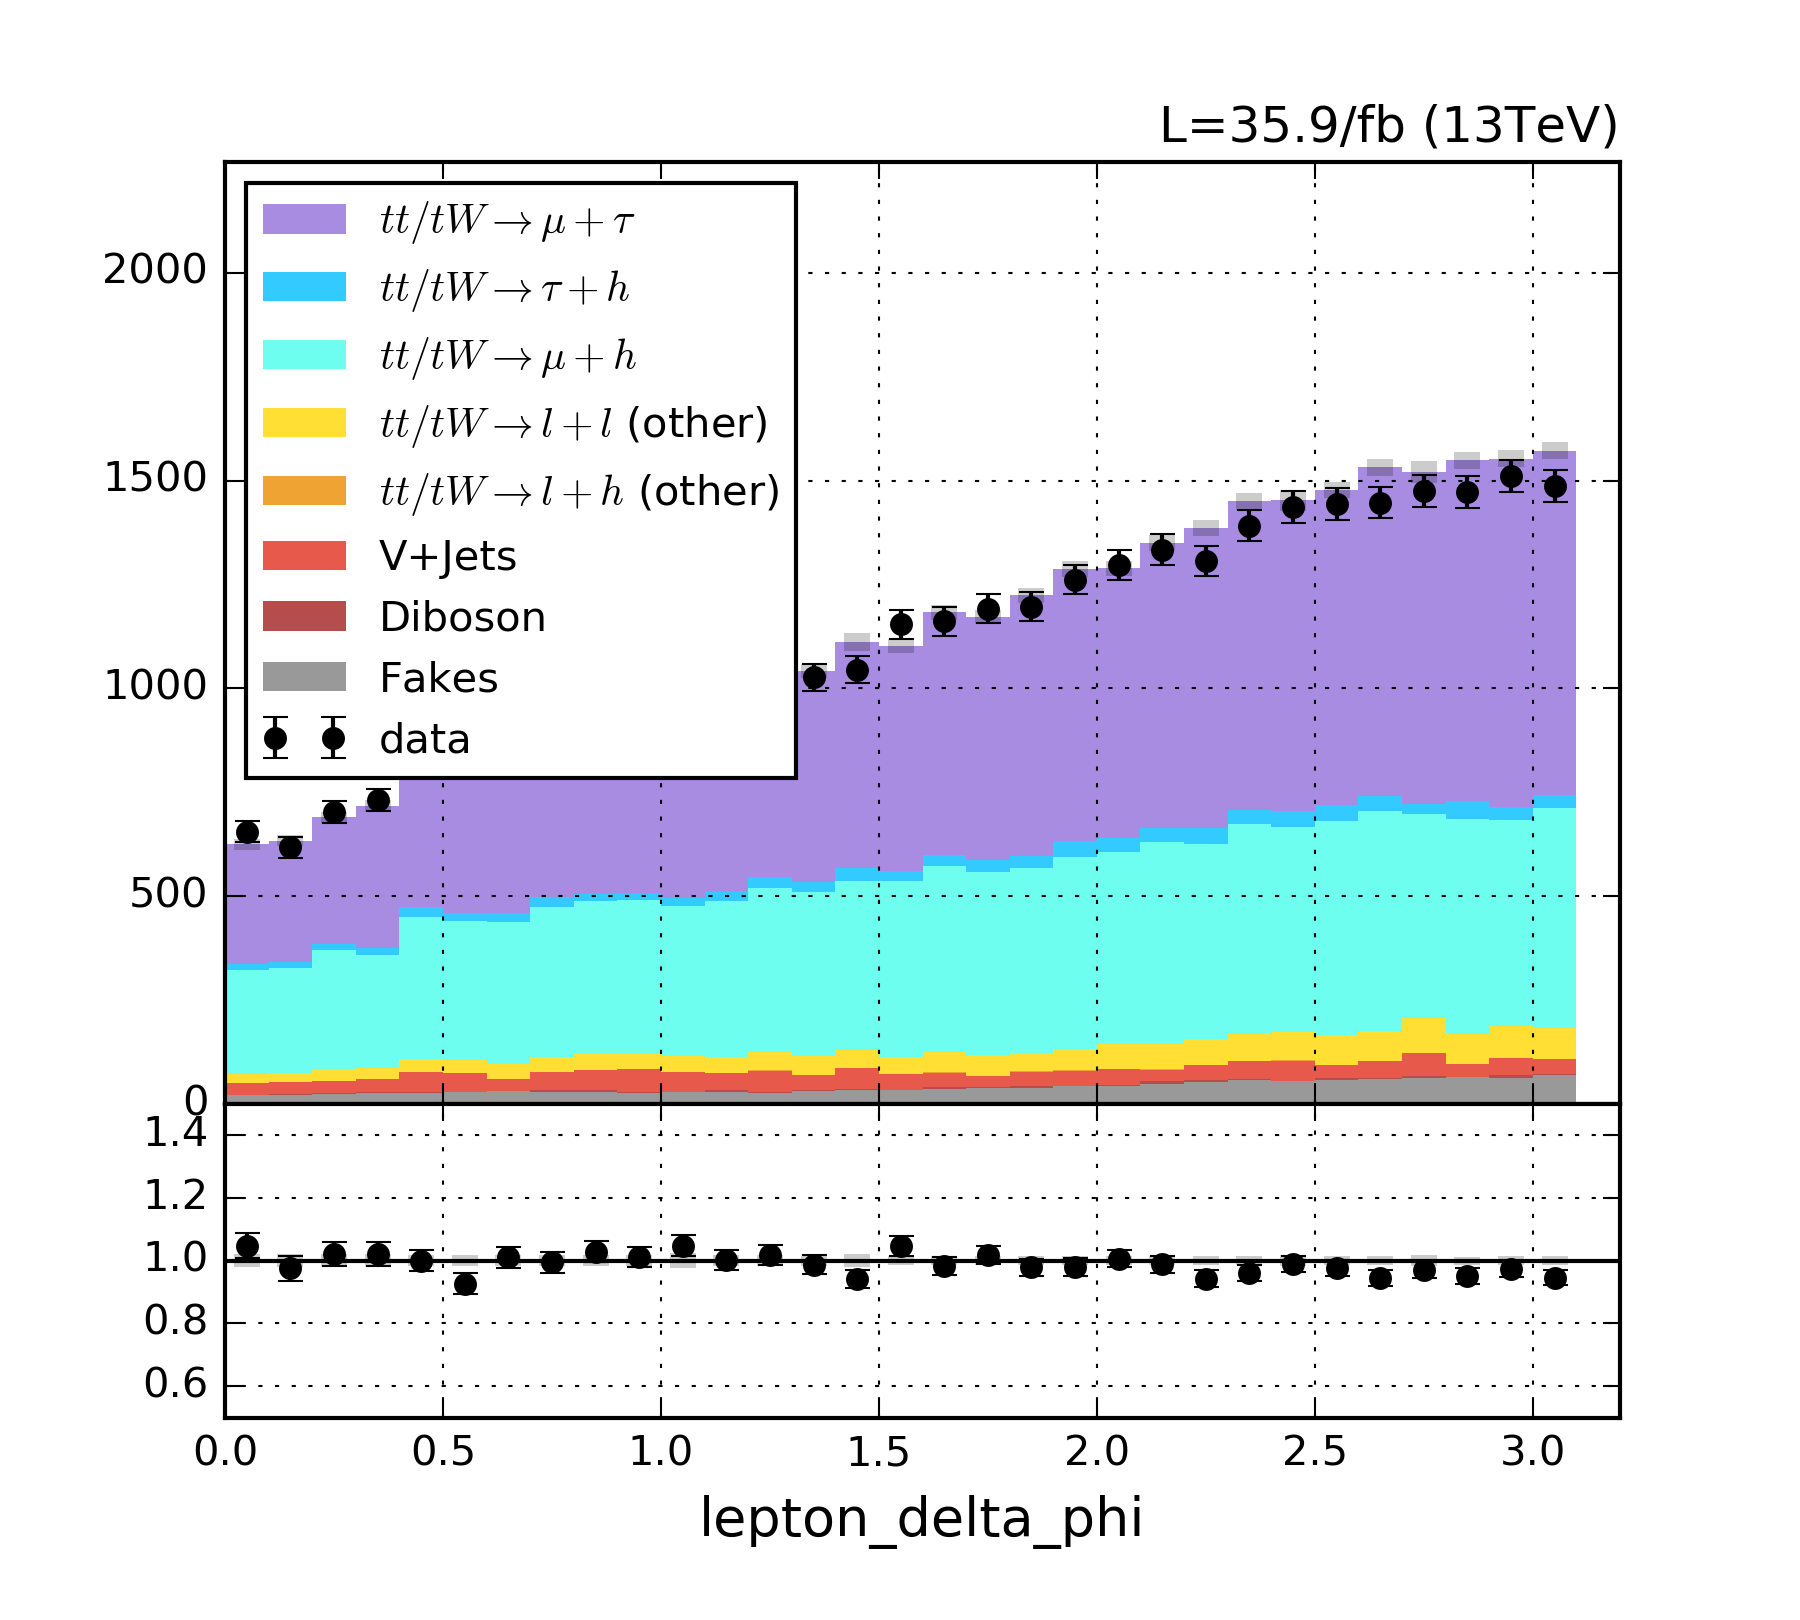 L=35.9/fb (13TeV)
tt/tW→μ+τ
tt/tW→τ+h
tt/tW→μ+h
tt/tW→l+l (other)
tt/tW→l+h (other)
V+Jets
Diboson
Fakes
data
2000
1500
1000
500
0
1.4
1.2
1.0
0.8
0.6
0.0 0.5 1.0 1.5 2.0 2.5 3.0
lepton_delta_phi